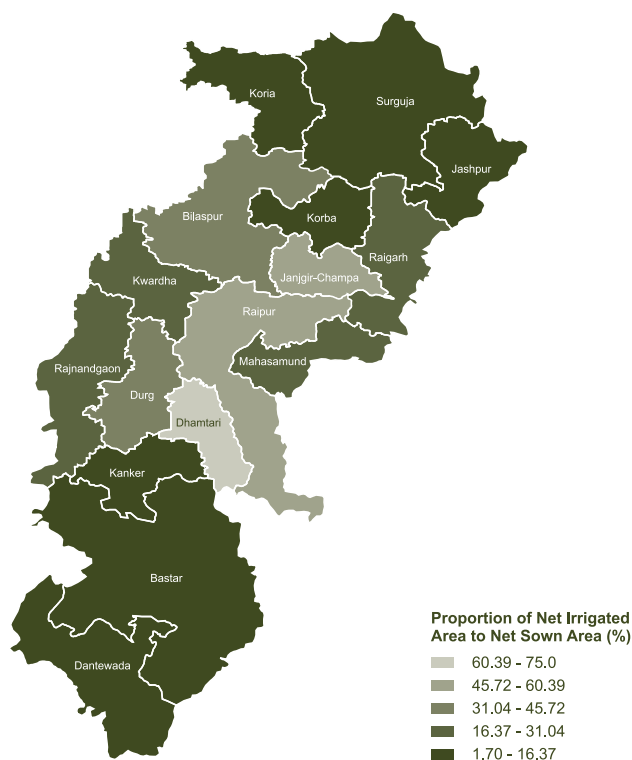 Koria
Surguja
Jashpur
Bilaspur
Korba
Raigarh
Janjgir-Champa
Kwardha
Raipur
Mahasamund
Rajnandgaon
Durg
Dhamtari
Kanker
Bastar
Dantewada
Proportion of Net Irrigated
Area to Net Sown Area (%)
60.39 - 75.0
45.72 - 60.39
31.04 - 45.72
16.37 - 31.04
1.70 - 16.37